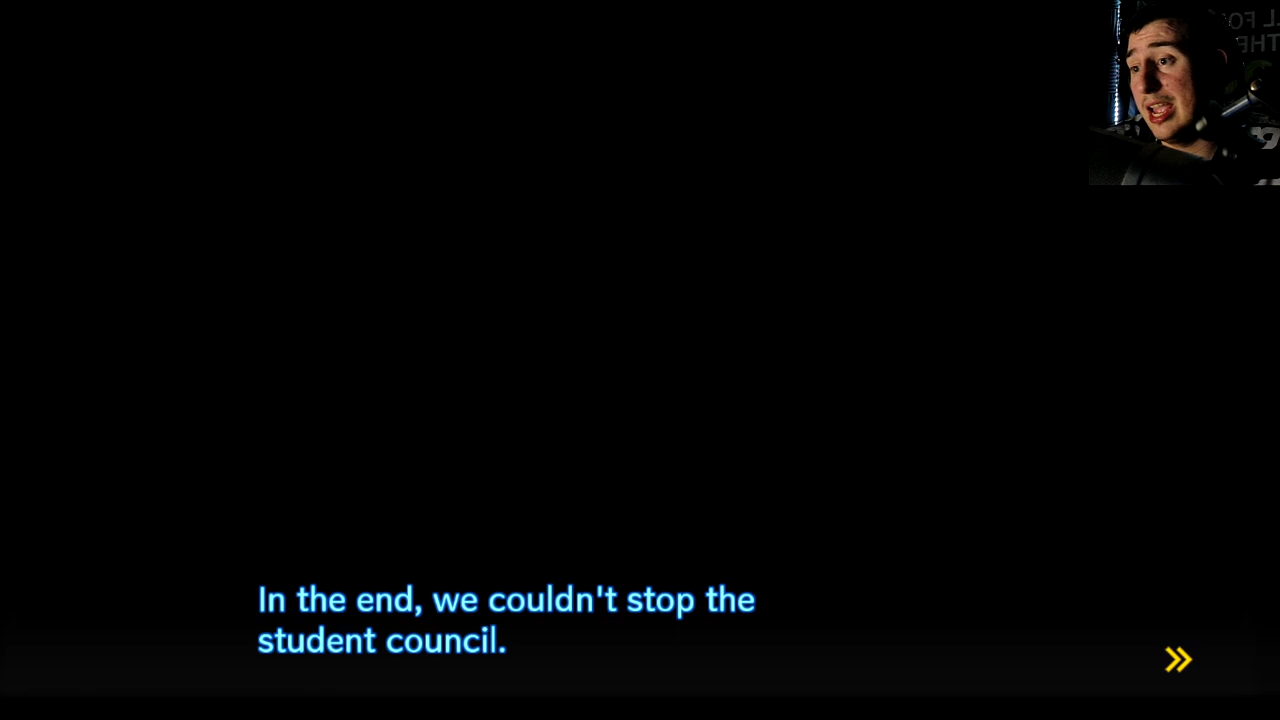 In the end, we couldn't stop the
student council.